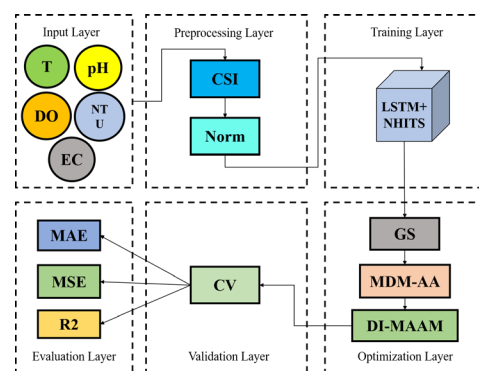 Input Layer
T
pH
DO
NT
U
EC
Preprocessing Layer
CSI
Norm
Training Layer
LSTM+
NHITS
GS
MDM-AA
DI-MAAM
Optimization Layer
CV
Validation Layer
MAE
MSE
R2
Evaluation Layer